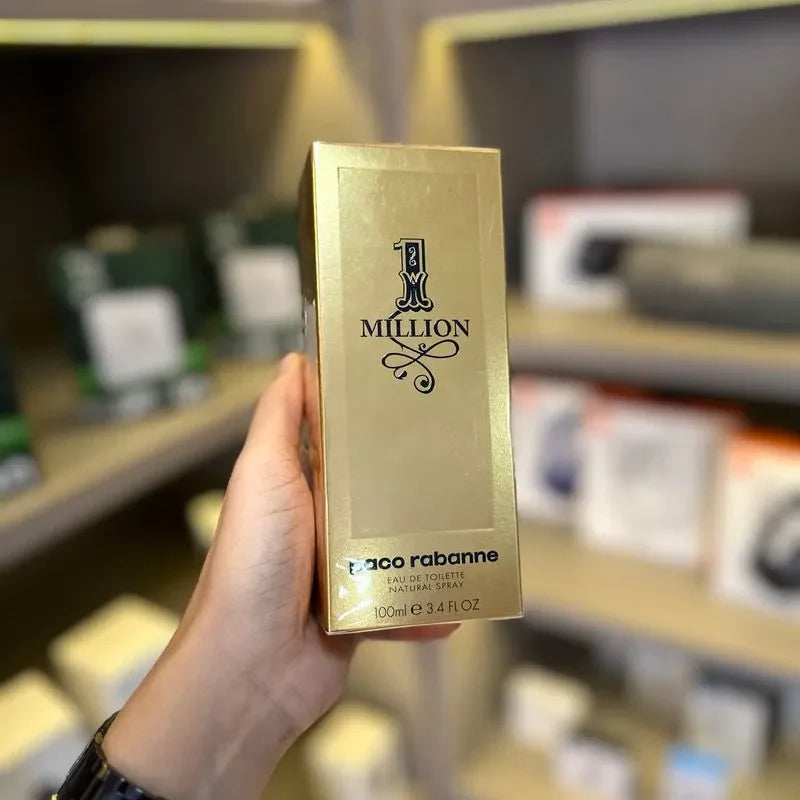 1
MILLION
paco rabanne
EAU DE TOILETTE
NATURAL SPRAY
100ml e 3.4 FL OZ